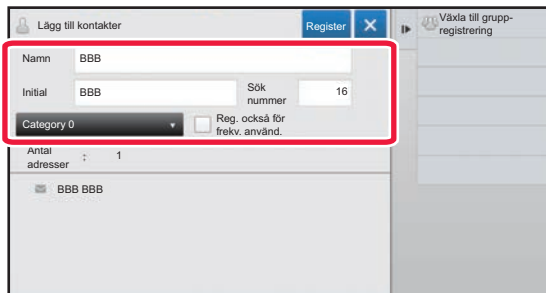 Lägg till kontakter
Register
Växla till grupp-
registrering
Namn
BBB
Initial
BBB
Sök
nummer
16
Category 0
Reg. också för
frekv. använd.
Antal
adresser
:
1
BBB BBB